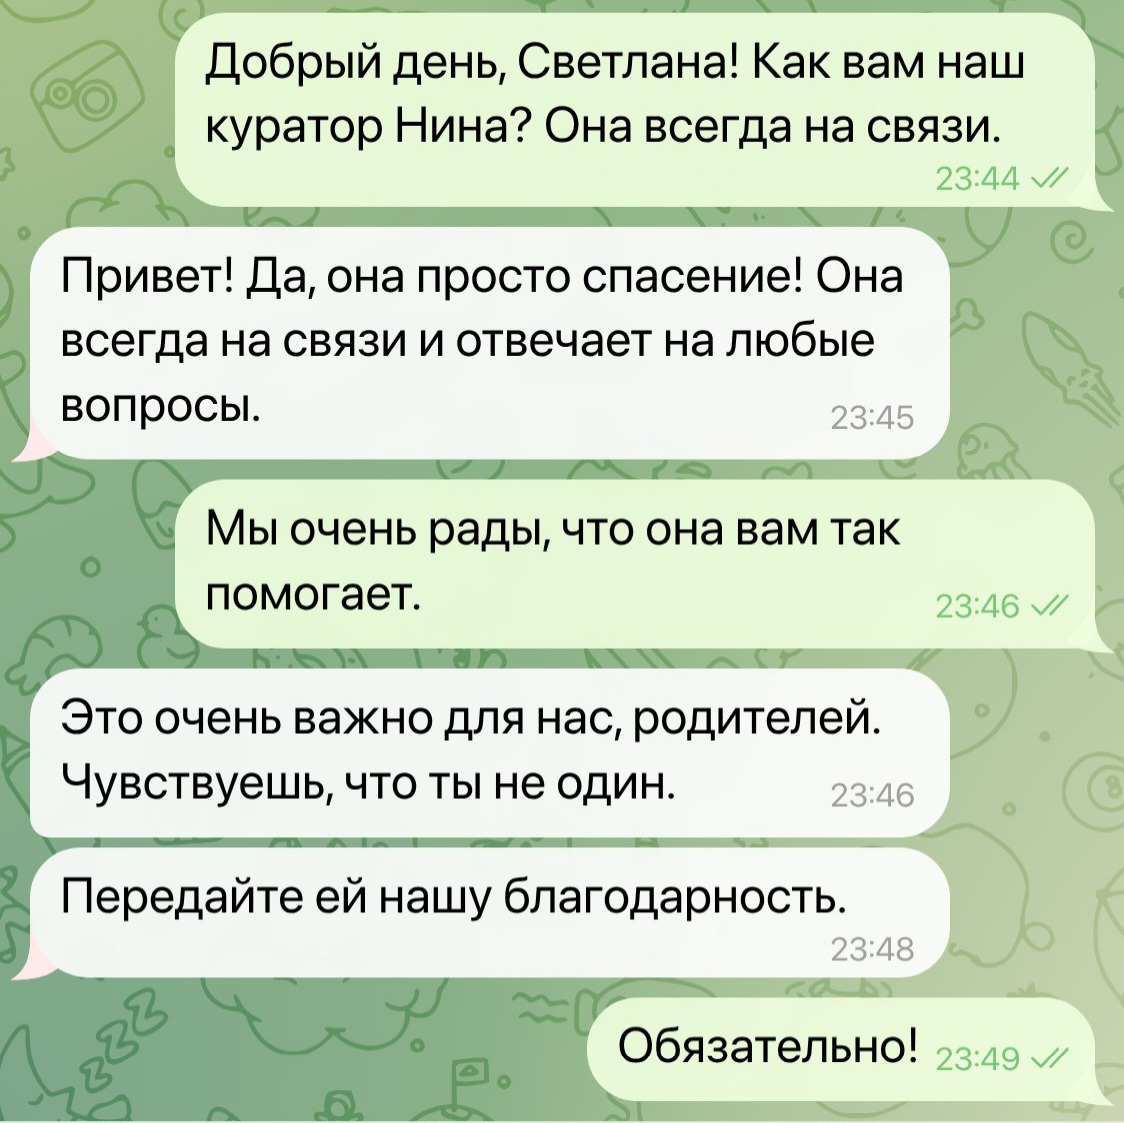 Добрый день, Светлана! Как вам наш
куратор Нина? Она всегда на связи.
23:44
Привет! Да, она просто спасение! Она
всегда на связи и отвечает на любые
вопросы.
23:45
Мы очень рады, что она вам так
помогает.
23:46
Это очень важно для нас, родителей.
Чувствуешь, что ты не один.
23:46
Передайте ей нашу благодарность.
23:48
Обязательно! 23:49